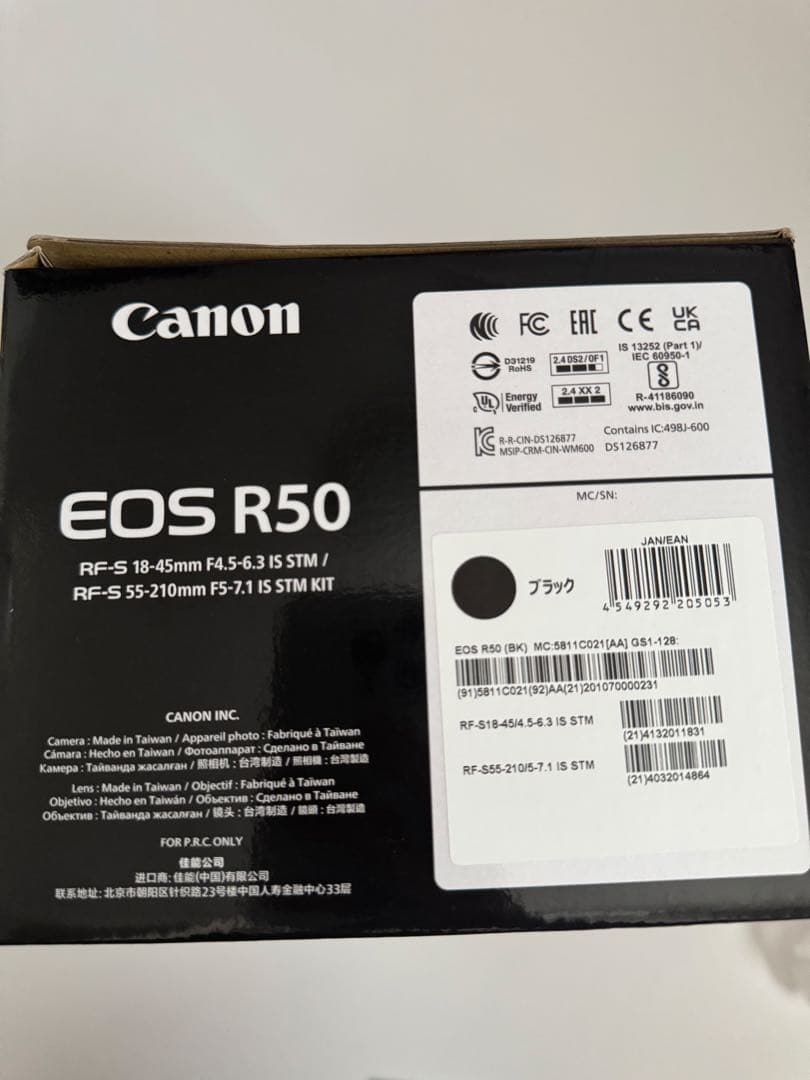 Canon
EOS R50
RF-S 18-45mm F4.5-6.3 IS STM /
RF-S 55-210mm F5-7.1 IS STM KIT
CANON INC.
Camera : Made in Taiwan / Appareil photo : Fabriqué à Taïwan
Cámara : Hecho en Taiwán / Фотоаппарат : Сделано в Тайване
Камера : Тайванда жасалған / 照相机 : 台湾制造 / 照相機 : 台灣製造
Lens : Made in Taiwan / Objectif : Fabriqué à Taïwan
Objetivo : Hecho en Taiwán / Объектив : Сделано в Тайване
Объектив : Тайванда жасалған / 镜头 : 台湾制造 / 鏡頭 : 台灣製造
FOR P.R.C. ONLY
佳能公司
进口商: 佳能(中国)有限公司
联系地址: 北京市朝阳区针织路23号楼中国人寿金融中心33层
FC EAC CE UK CA
D31219
RoHS
2.4 DS2/OF1
IS 13252 (Part 1)/
IEC 60950-1
c UL Energy Verified
2.4 XX 2
R-41186090
www.bis.gov.in
R-R-CIN-DS126877
MSIP-CRM-CIN-WM600
Contains IC:498J-600
DS126877
MC/SN:
JAN/EAN
ブラック
4 549292 205053
EOS R50 (BK) MC:5811C021[AA] GS1-128:
(91)5811C021(92)AA(21)201070000231
RF-S18-45/4.5-6.3 IS STM
(21)4132011831
RF-S55-210/5-7.1 IS STM
(21)4032014864